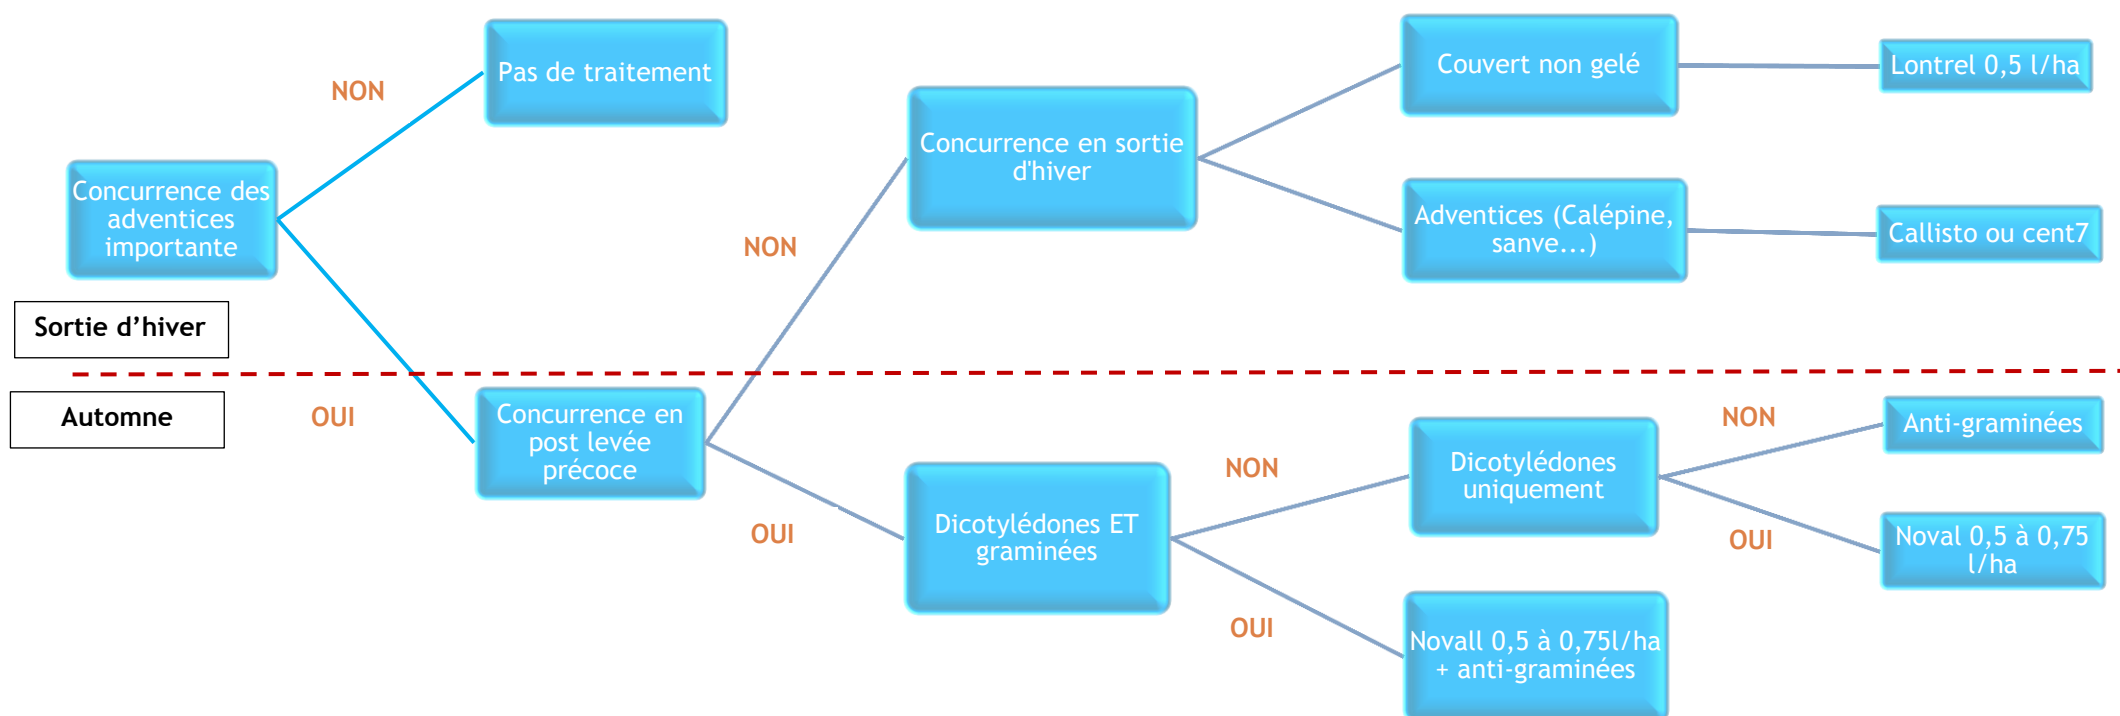 Pas de traitement
NON
Couvert non gelé
Lontrel 0,5 l/ha
Concurrence en sortie
d'hiver
Concurrence des
adventices
importante
NON
Adventices (Calépine,
sanve...)
Callisto ou cent7
Sortie d’hiver
Automne
OUI
Concurrence en
post levée
précoce
OUI
Dicotylédones ET
graminées
NON
Dicotylédones
uniquement
NON
Anti-graminées
OUI
Noval 0,5 à 0,75
l/ha
OUI
Novall 0,5 à 0,75l/ha
+ anti-graminées